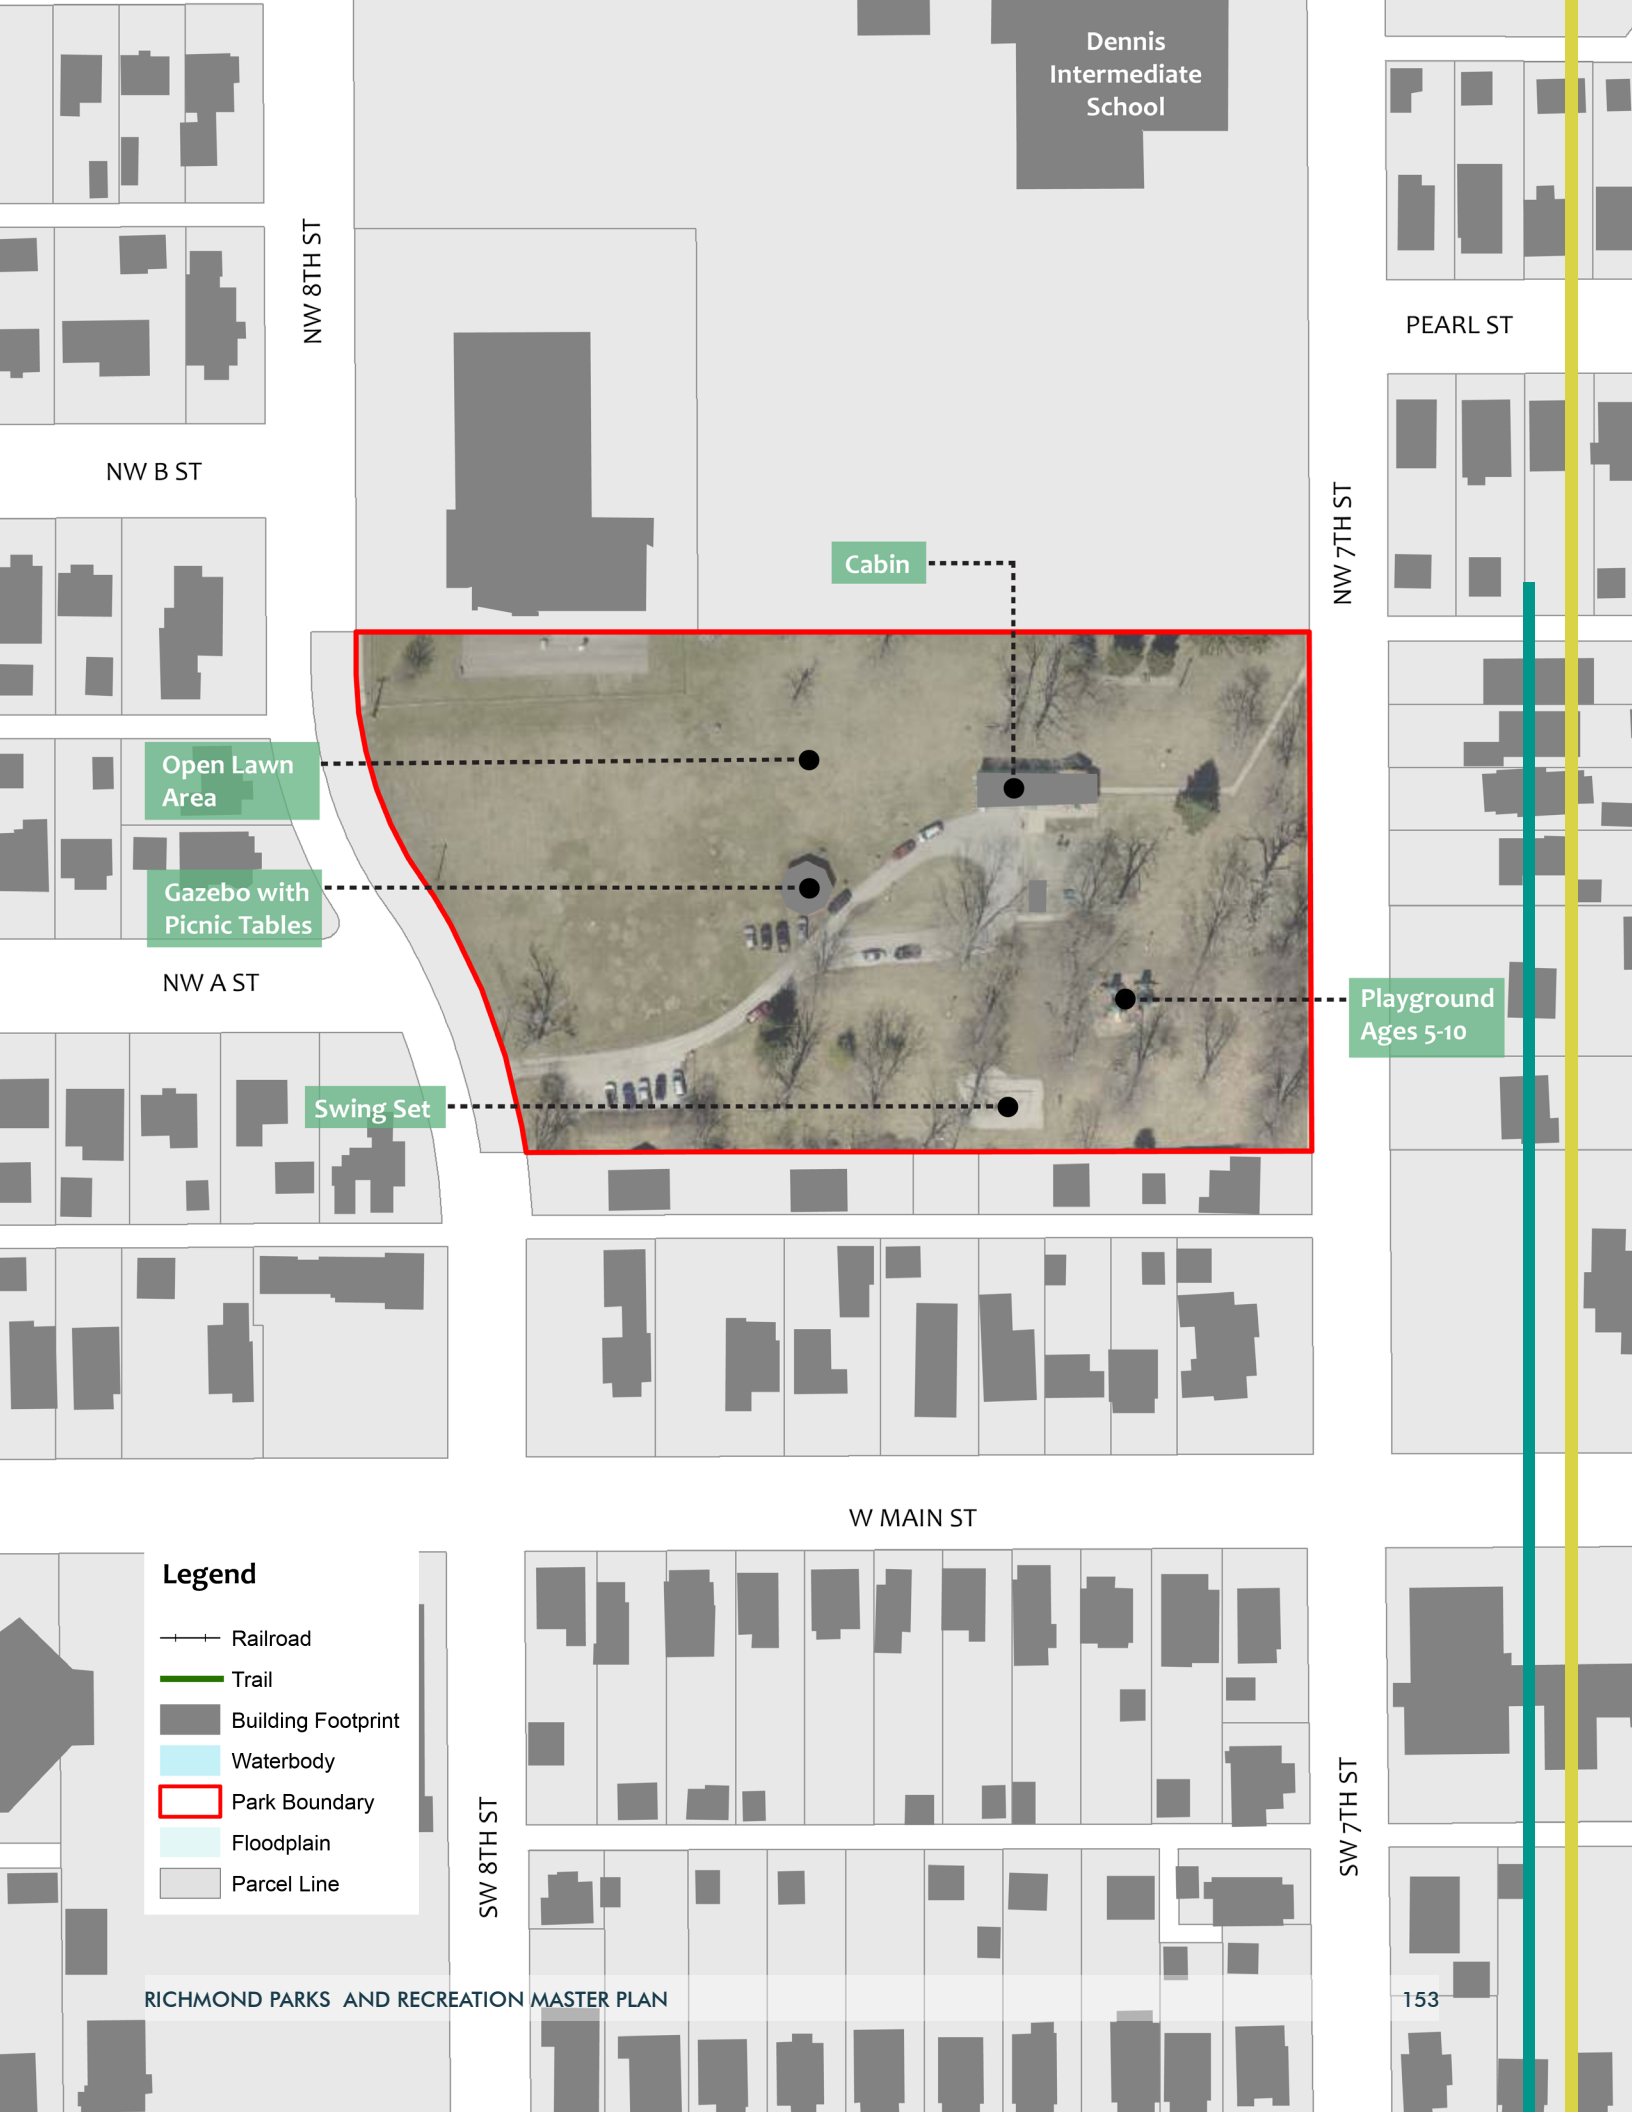 Dennis
Intermediate
School
NW 8TH ST
PEARL ST
NW B ST
NW 7TH ST
Cabin
Open Lawn
Area
Gazebo with
Picnic Tables
NW A ST
Playground
Ages 5-10
Swing Set
W MAIN ST
Legend
Railroad
Trail
Building Footprint
Waterbody
Park Boundary
Floodplain
Parcel Line
SW 8TH ST
SW 7TH ST
RICHMOND PARKS AND RECREATION MASTER PLAN
153